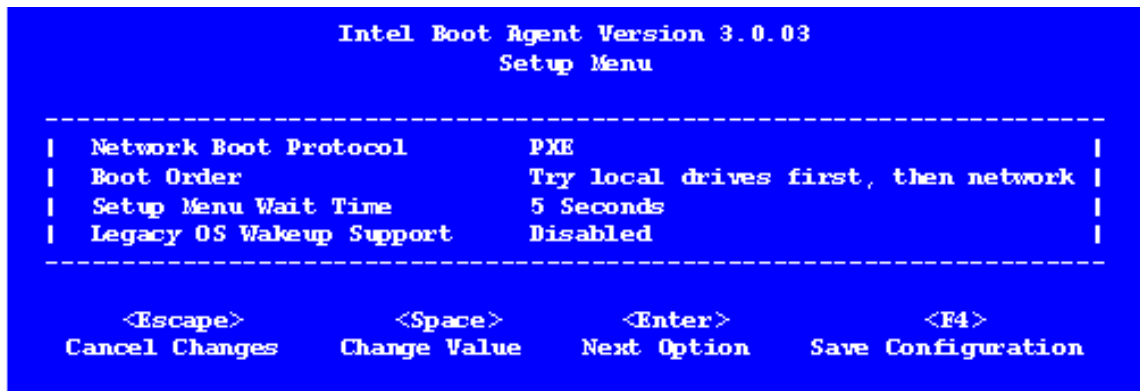 Intel Boot Agent Version 3.0.03
Setup Menu
Network Boot Protocol PXE
Boot Order Try local drives first, then network
Setup Menu Wait Time 5 Seconds
Legacy OS Wakeup Support Disabled
<Escape> <Space> <Enter> <F4>
Cancel Changes Change Value Next Option Save Configuration